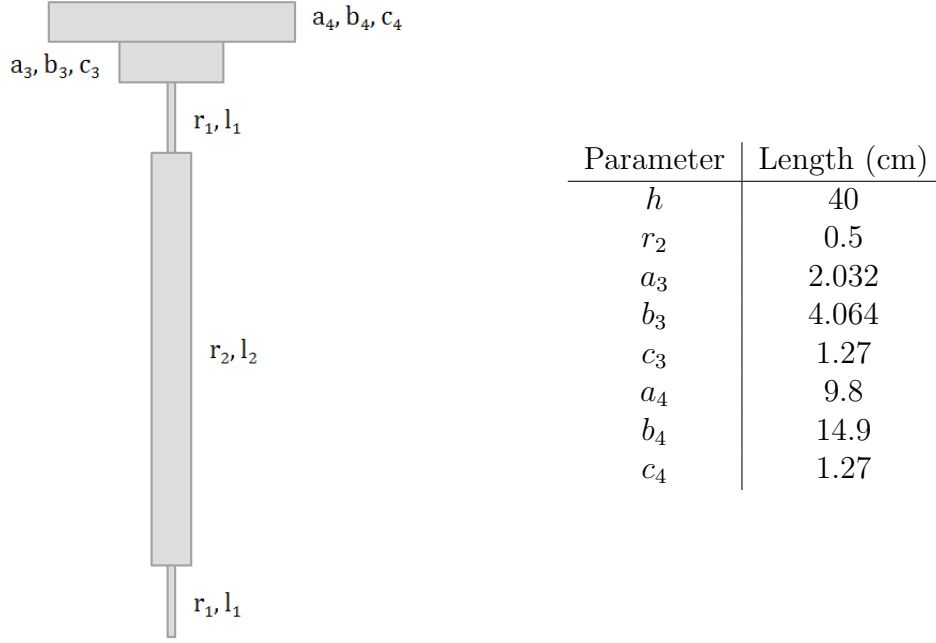 a₄, b₄, c₄
a₃, b₃, c₃
r₁, l₁
r₂, l₂
r₁, l₁
Parameter Length (cm)
h 40
r₂ 0.5
a₃ 2.032
b₃ 4.064
c₃ 1.27
a₄ 9.8
b₄ 14.9
c₄ 1.27